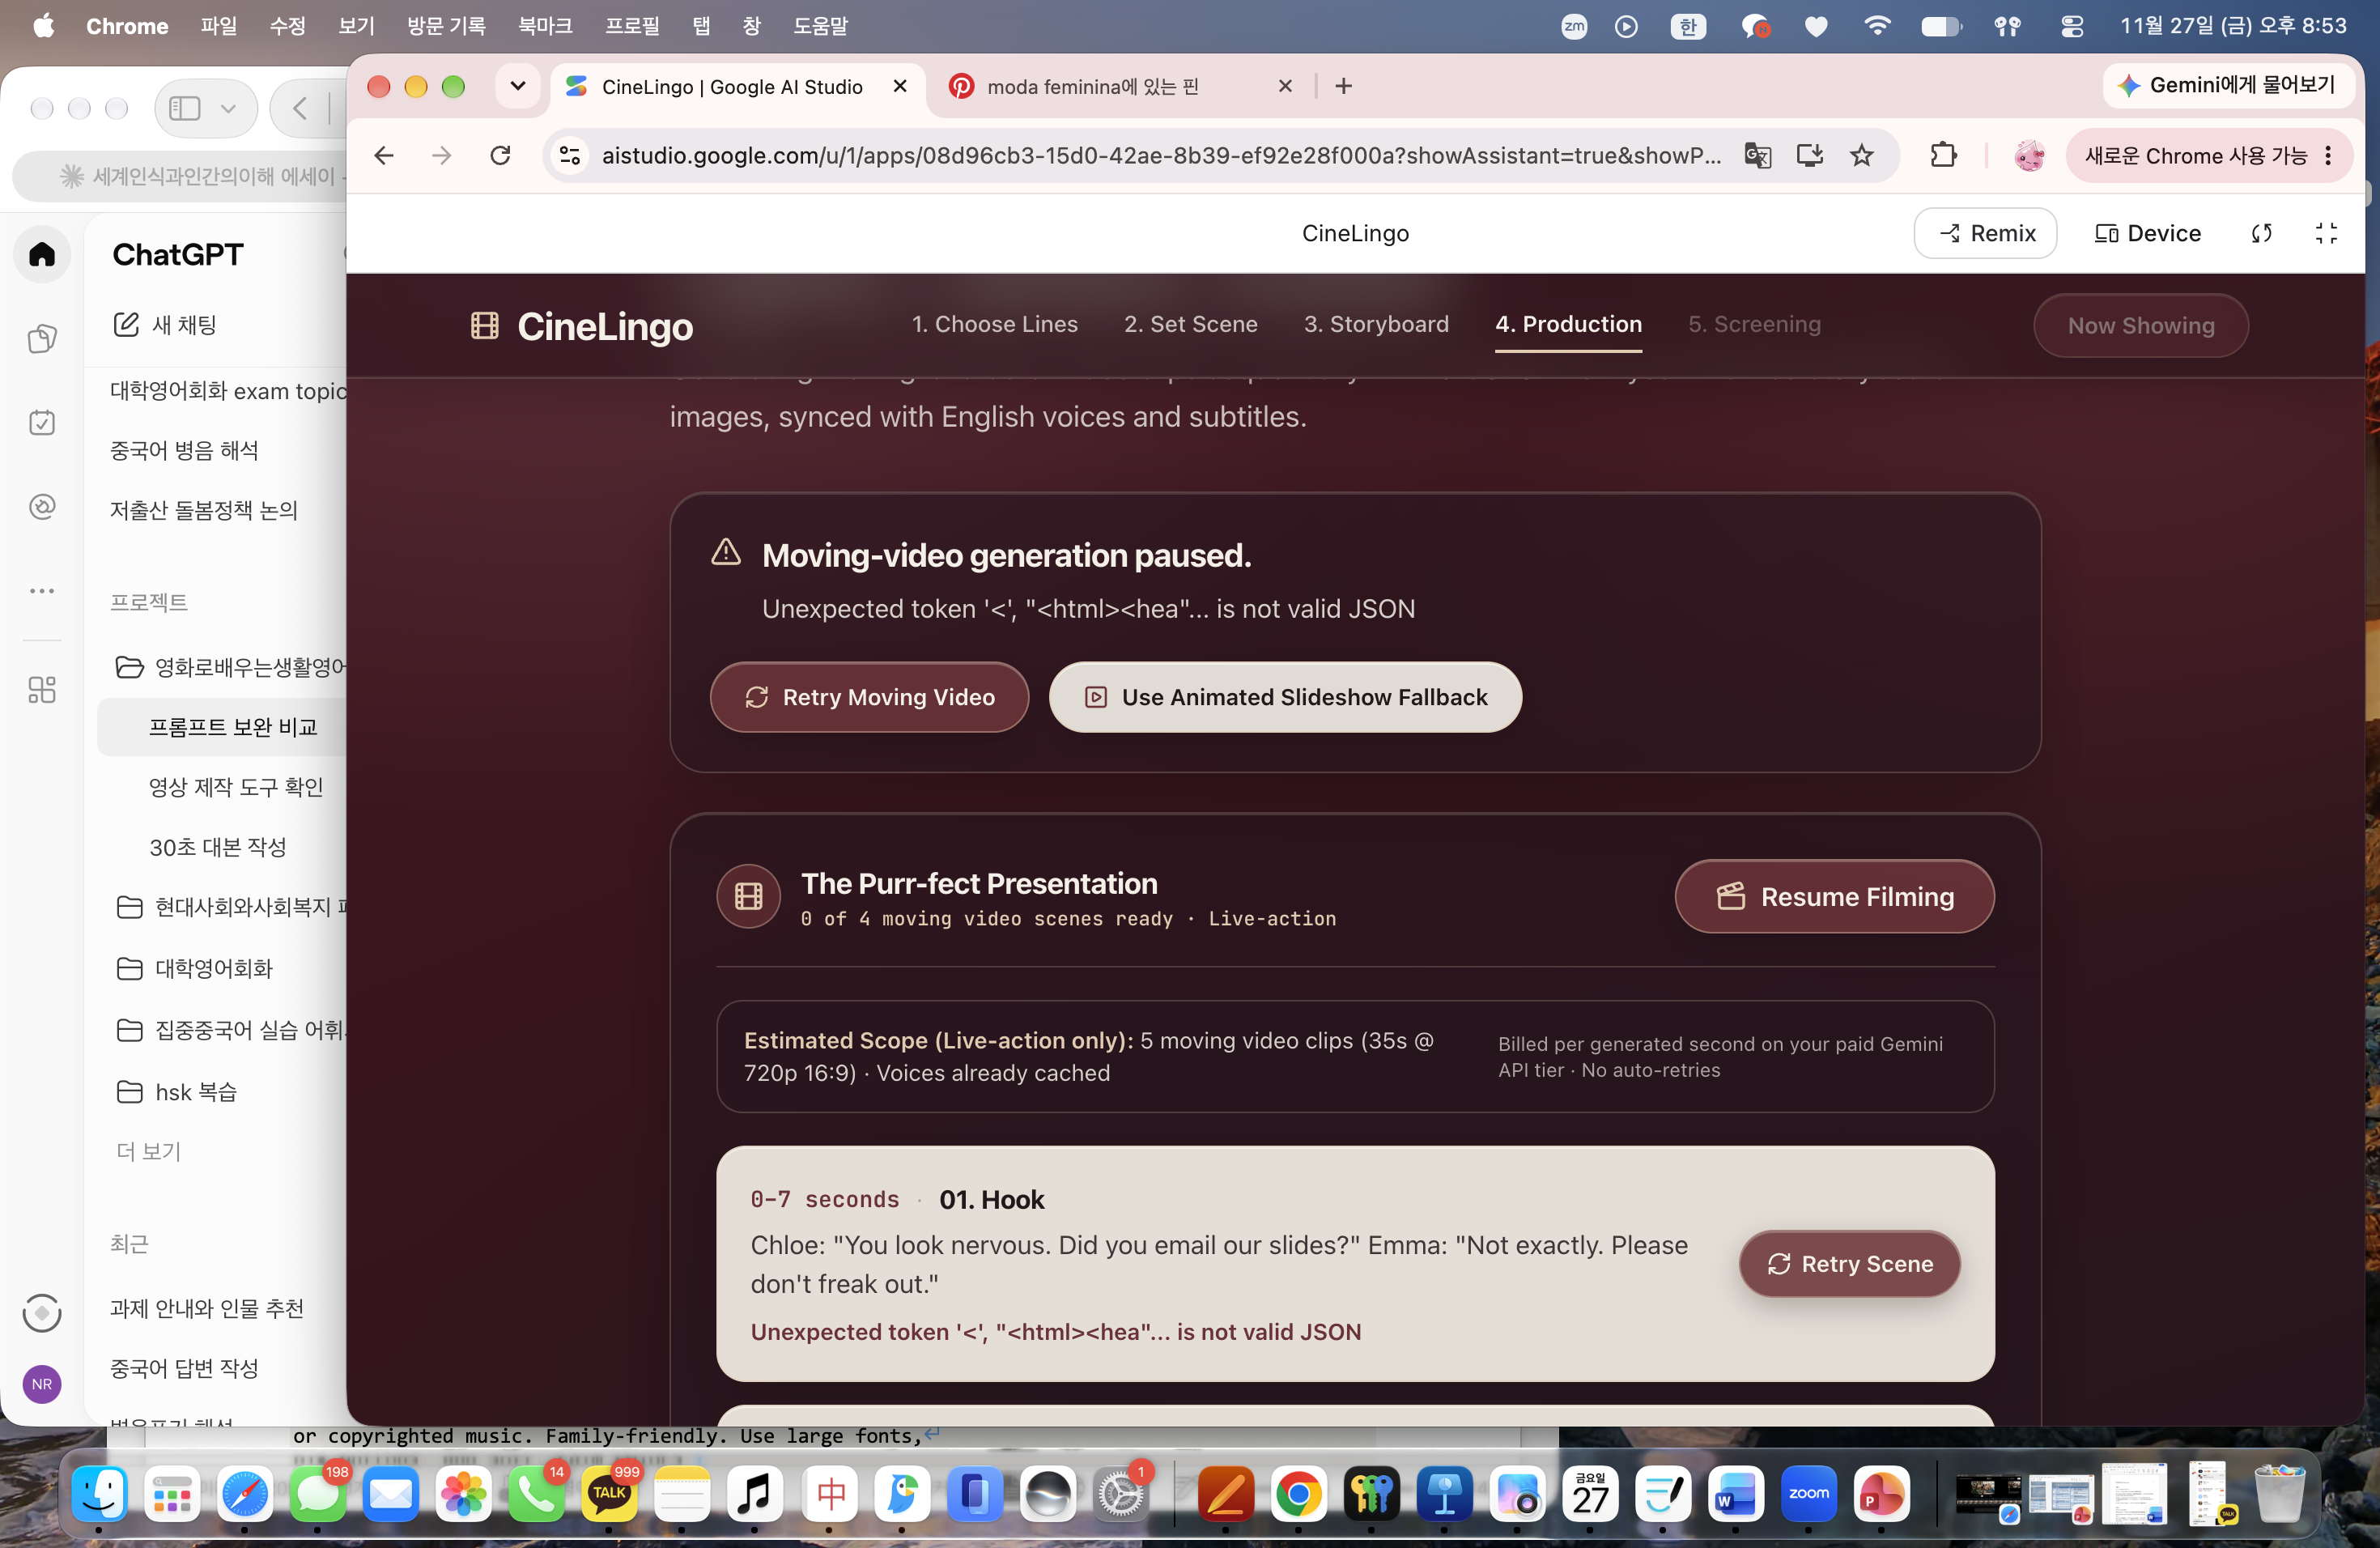 Chrome 파일 수정 보기 방문 기록 북마크 프로필 탭 창 도움말
zm 한 N 11월 27일 (금) 오후 8:53
CineLingo | Google AI Studio
moda feminina에 있는 핀
Gemini에게 물어보기
aistudio.google.com/u/1/apps/08d96cb3-15d0-42ae-8b39-ef92e28f000a?showAssistant=true&showP...
새로운 Chrome 사용 가능
세계인식과인간의이해 에세이 -
ChatGPT
새 채팅
대학영어회화 exam topic
중국어 병음 해석
저출산 돌봄정책 논의
프로젝트
영화로배우는생활영어
프롬프트 보완 비교
영상 제작 도구 확인
30초 대본 작성
현대사회와사회복지
대학영어회화
집중중국어 실습 어휘
hsk 복습
더 보기
최근
과제 안내와 인물 추천
중국어 답변 작성
NR
CineLingo
Remix
Device
CineLingo
1. Choose Lines
2. Set Scene
3. Storyboard
4. Production
5. Screening
Now Showing
images, synced with English voices and subtitles.
Moving-video generation paused.
Unexpected token '<', "<html><hea"... is not valid JSON
Retry Moving Video
Use Animated Slideshow Fallback
The Purr-fect Presentation
0 of 4 moving video scenes ready · Live-action
Resume Filming
Estimated Scope (Live-action only): 5 moving video clips (35s @
720p 16:9) · Voices already cached
Billed per generated second on your paid Gemini
API tier · No auto-retries
0–7 seconds · 01. Hook
Chloe: "You look nervous. Did you email our slides?" Emma: "Not exactly. Please
don't freak out."
Unexpected token '<', "<html><hea"... is not valid JSON
Retry Scene
or copyrighted music. Family-friendly. Use large fonts,
198
14
999
TALK
中
1
금요일
27
W
zoom
P